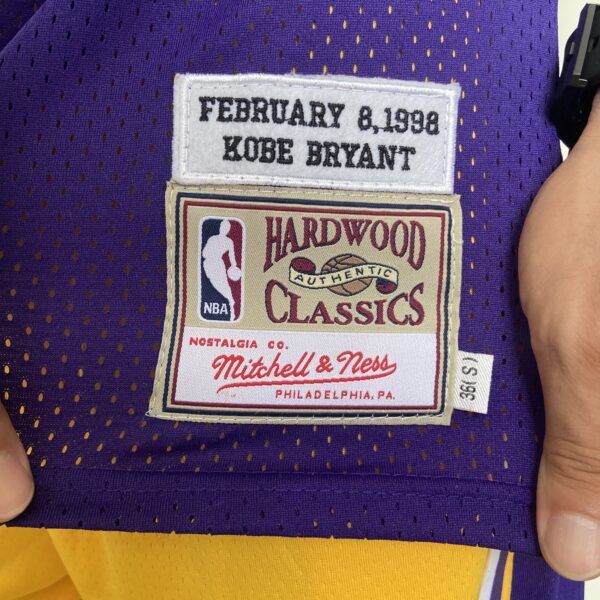 FEBRUARY 8,1998
KOBE BRYANT
HARDWOOD
AUTHENTIC
CLASSICS
NBA
NOSTALGIA CO.
Mitchell & Ness
PHILADELPHIA, PA.
36(S)